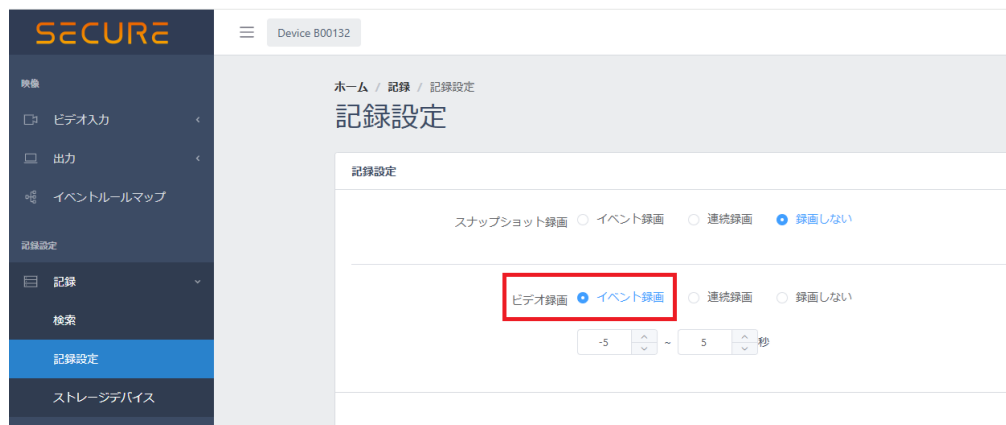 SECURE
Device B00132
映像
ビデオ入力
出力
イベントルールマップ
記録設定
記録
検索
記録設定
ストレージデバイス
ホーム / 記録 / 記録設定
記録設定
記録設定
スナップショット録画 イベント録画 連続録画 録画しない
ビデオ録画 イベント録画 連続録画 録画しない
-5 ~ 5 秒